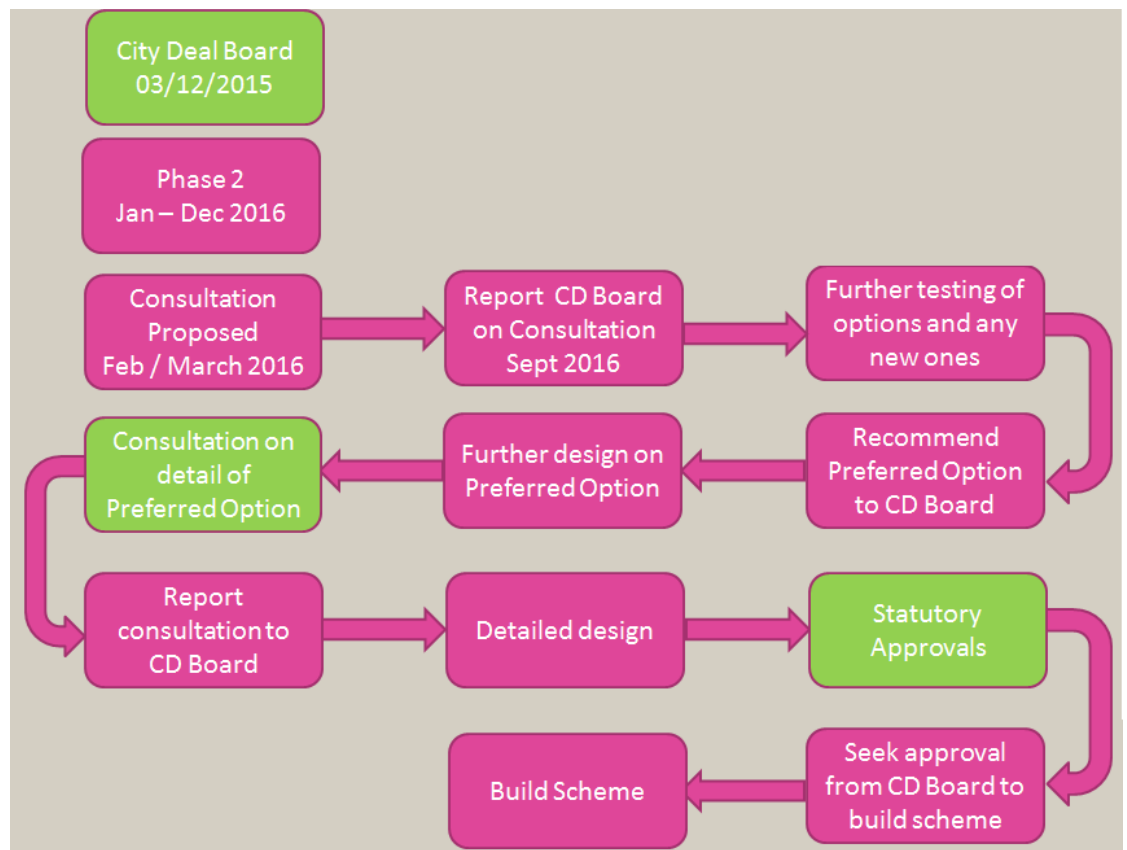 City Deal Board
03/12/2015
Phase 2
Jan – Dec 2016
Consultation
Proposed
Feb / March 2016
Report CD Board
on Consultation
Sept 2016
Further testing of
options and any
new ones
Recommend
Preferred Option
to CD Board
Further design on
Preferred Option
Consultation on
detail of
Preferred Option
Report
consultation to
CD Board
Detailed design
Statutory
Approvals
Seek approval
from CD Board to
build scheme
Build Scheme